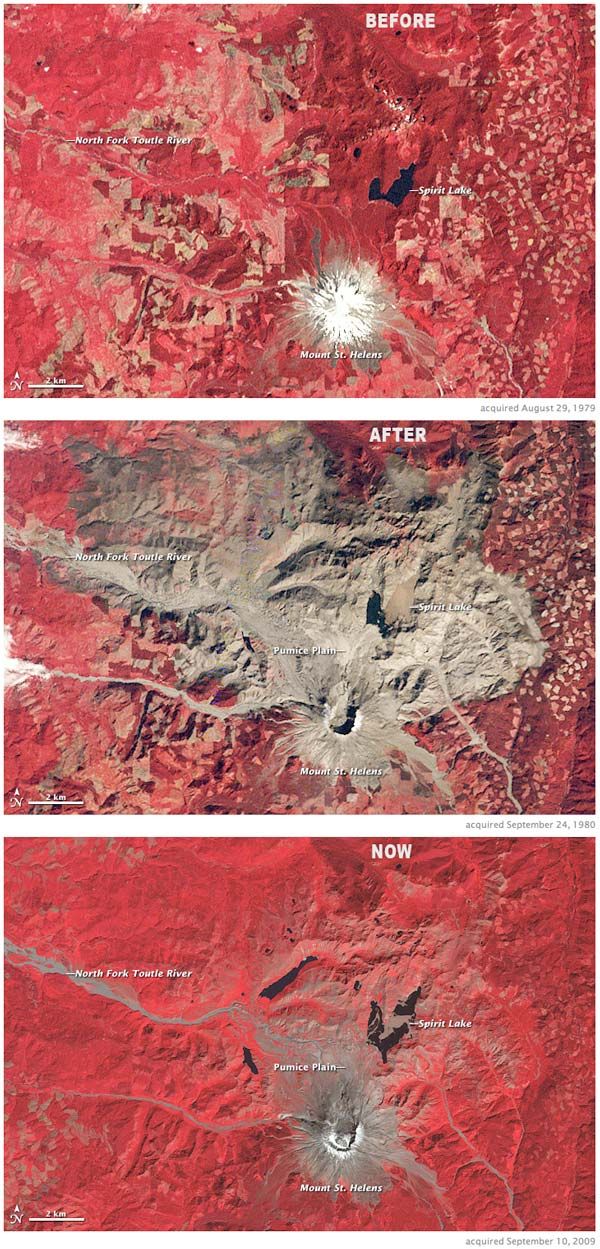 BEFORE
North Fork Toutle River
Spirit Lake
Mount St. Helens
N
2 km
acquired August 29, 1979
AFTER
North Fork Toutle River
Spirit Lake
Pumice Plain
Mount St. Helens
N
2 km
acquired September 24, 1980
NOW
North Fork Toutle River
Spirit Lake
Pumice Plain
Mount St. Helens
N
2 km
acquired September 10, 2009